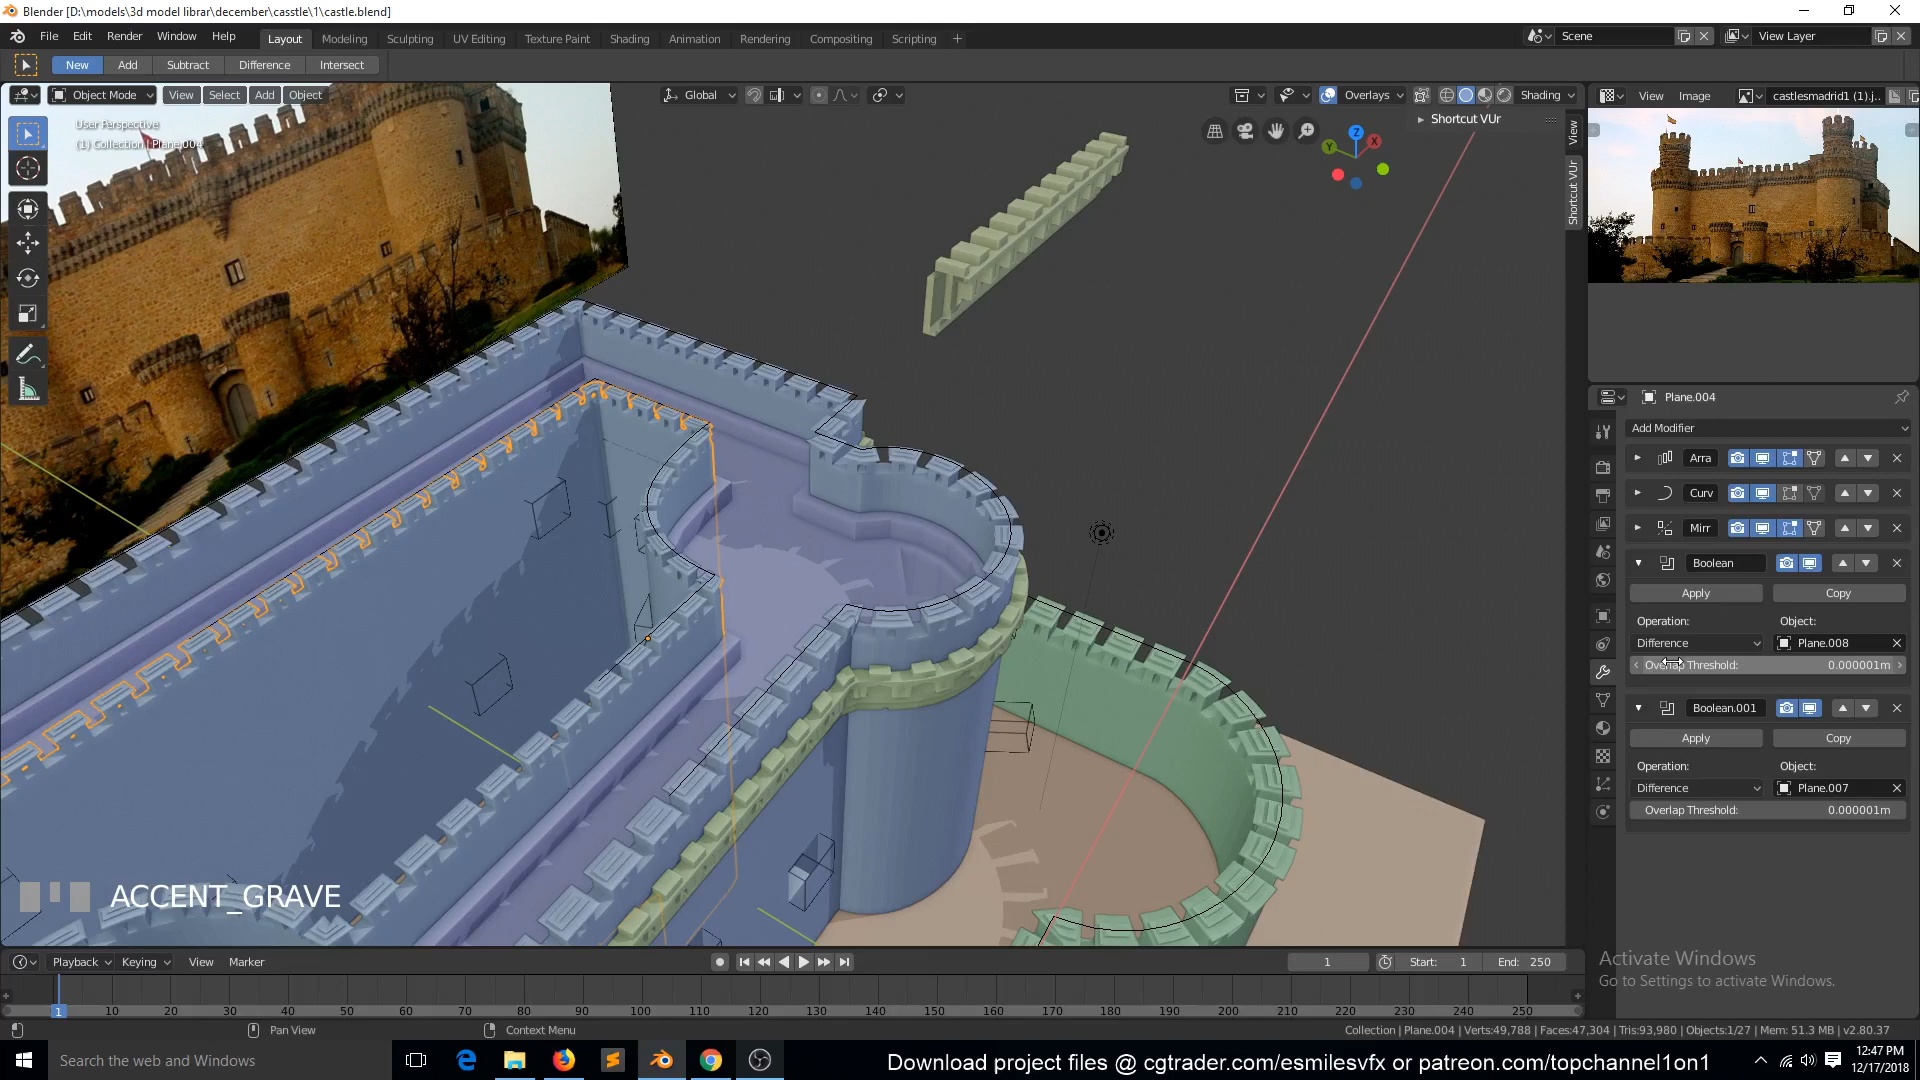 Blender [D:\models\3d model librar\december\casstle\1\castle.blend]
File Edit Render Window Help Layout Modeling Sculpting UV Editing Texture Paint Shading Animation Rendering Compositing Scripting + Scene View Layer
New Add Subtract Difference Intersect
Object Mode View Select Add Object Global Overlays Shading View Image castlesmadrid1 (1).j..
User Perspective
(1) Collection | Plane.004
Shortcut VUr
View
Shortcut VUr
Z
Y
X
Plane.004
Add Modifier
Arra
Curv
Mirr
Boolean
Apply Copy
Operation: Object:
Difference Plane.008
Overlap Threshold: 0.000001m
Boolean.001
Apply Copy
Operation: Object:
Difference Plane.007
Overlap Threshold: 0.000001m
ACCENT_GRAVE
Activate Windows
Go to Settings to activate Windows.
Playback Keying View Marker 1 Start: 1 End: 250
1 10 20 30 40 50 60 70 80 90 100 110 120 130 140 150 160 170 180 190 200 210 220 230 240 250
Pan View Context Menu Collection | Plane.004 | Verts:49,788 | Faces:47,304 | Tris:93,980 | Objects:1/27 | Mem: 51.3 MB | v2.80.37
Search the web and Windows
Download project files @ cgtrader.com/esmilesvfx or patreon.com/topchannel1on1
12:47 PM
12/17/2018